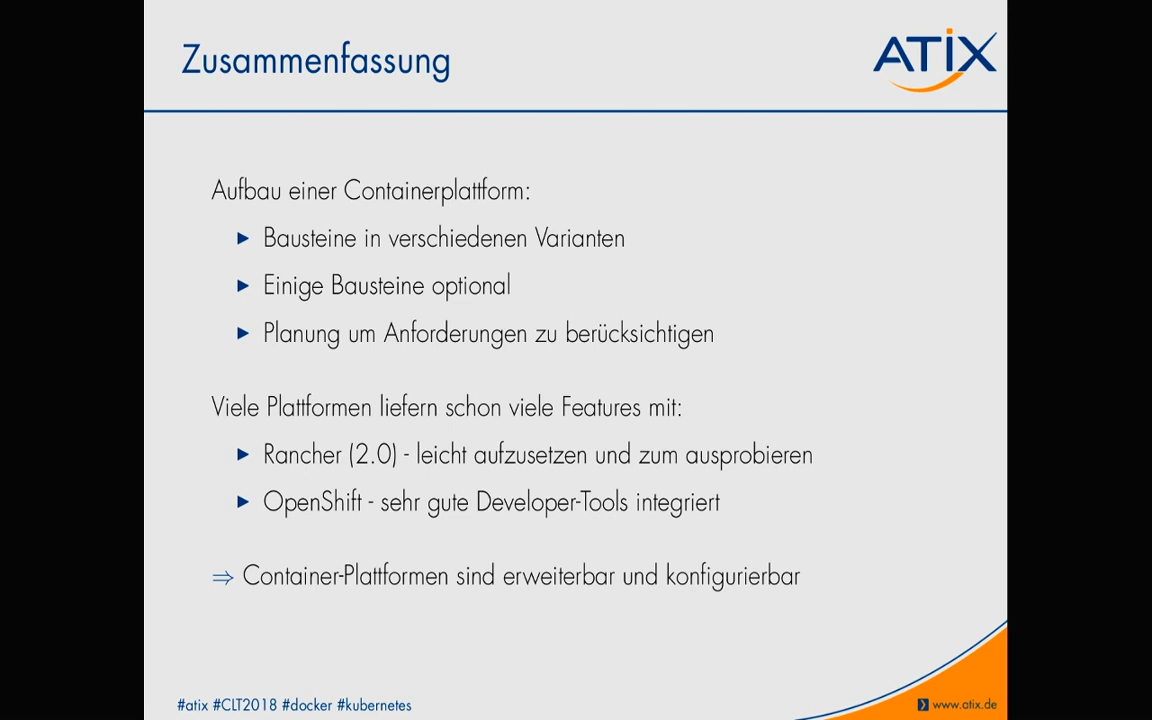 Zusammenfassung
ATIX
Aufbau einer Containerplattform:
Bausteine in verschiedenen Varianten
Einige Bausteine optional
Planung um Anforderungen zu berücksichtigen
Viele Plattformen liefern schon viele Features mit:
Rancher (2.0) - leicht aufzusetzen und zum ausprobieren
OpenShift - sehr gute Developer-Tools integriert
⇒ Container-Plattformen sind erweiterbar und konfigurierbar
#atix #CLT2018 #docker #kubernetes
www.atix.de